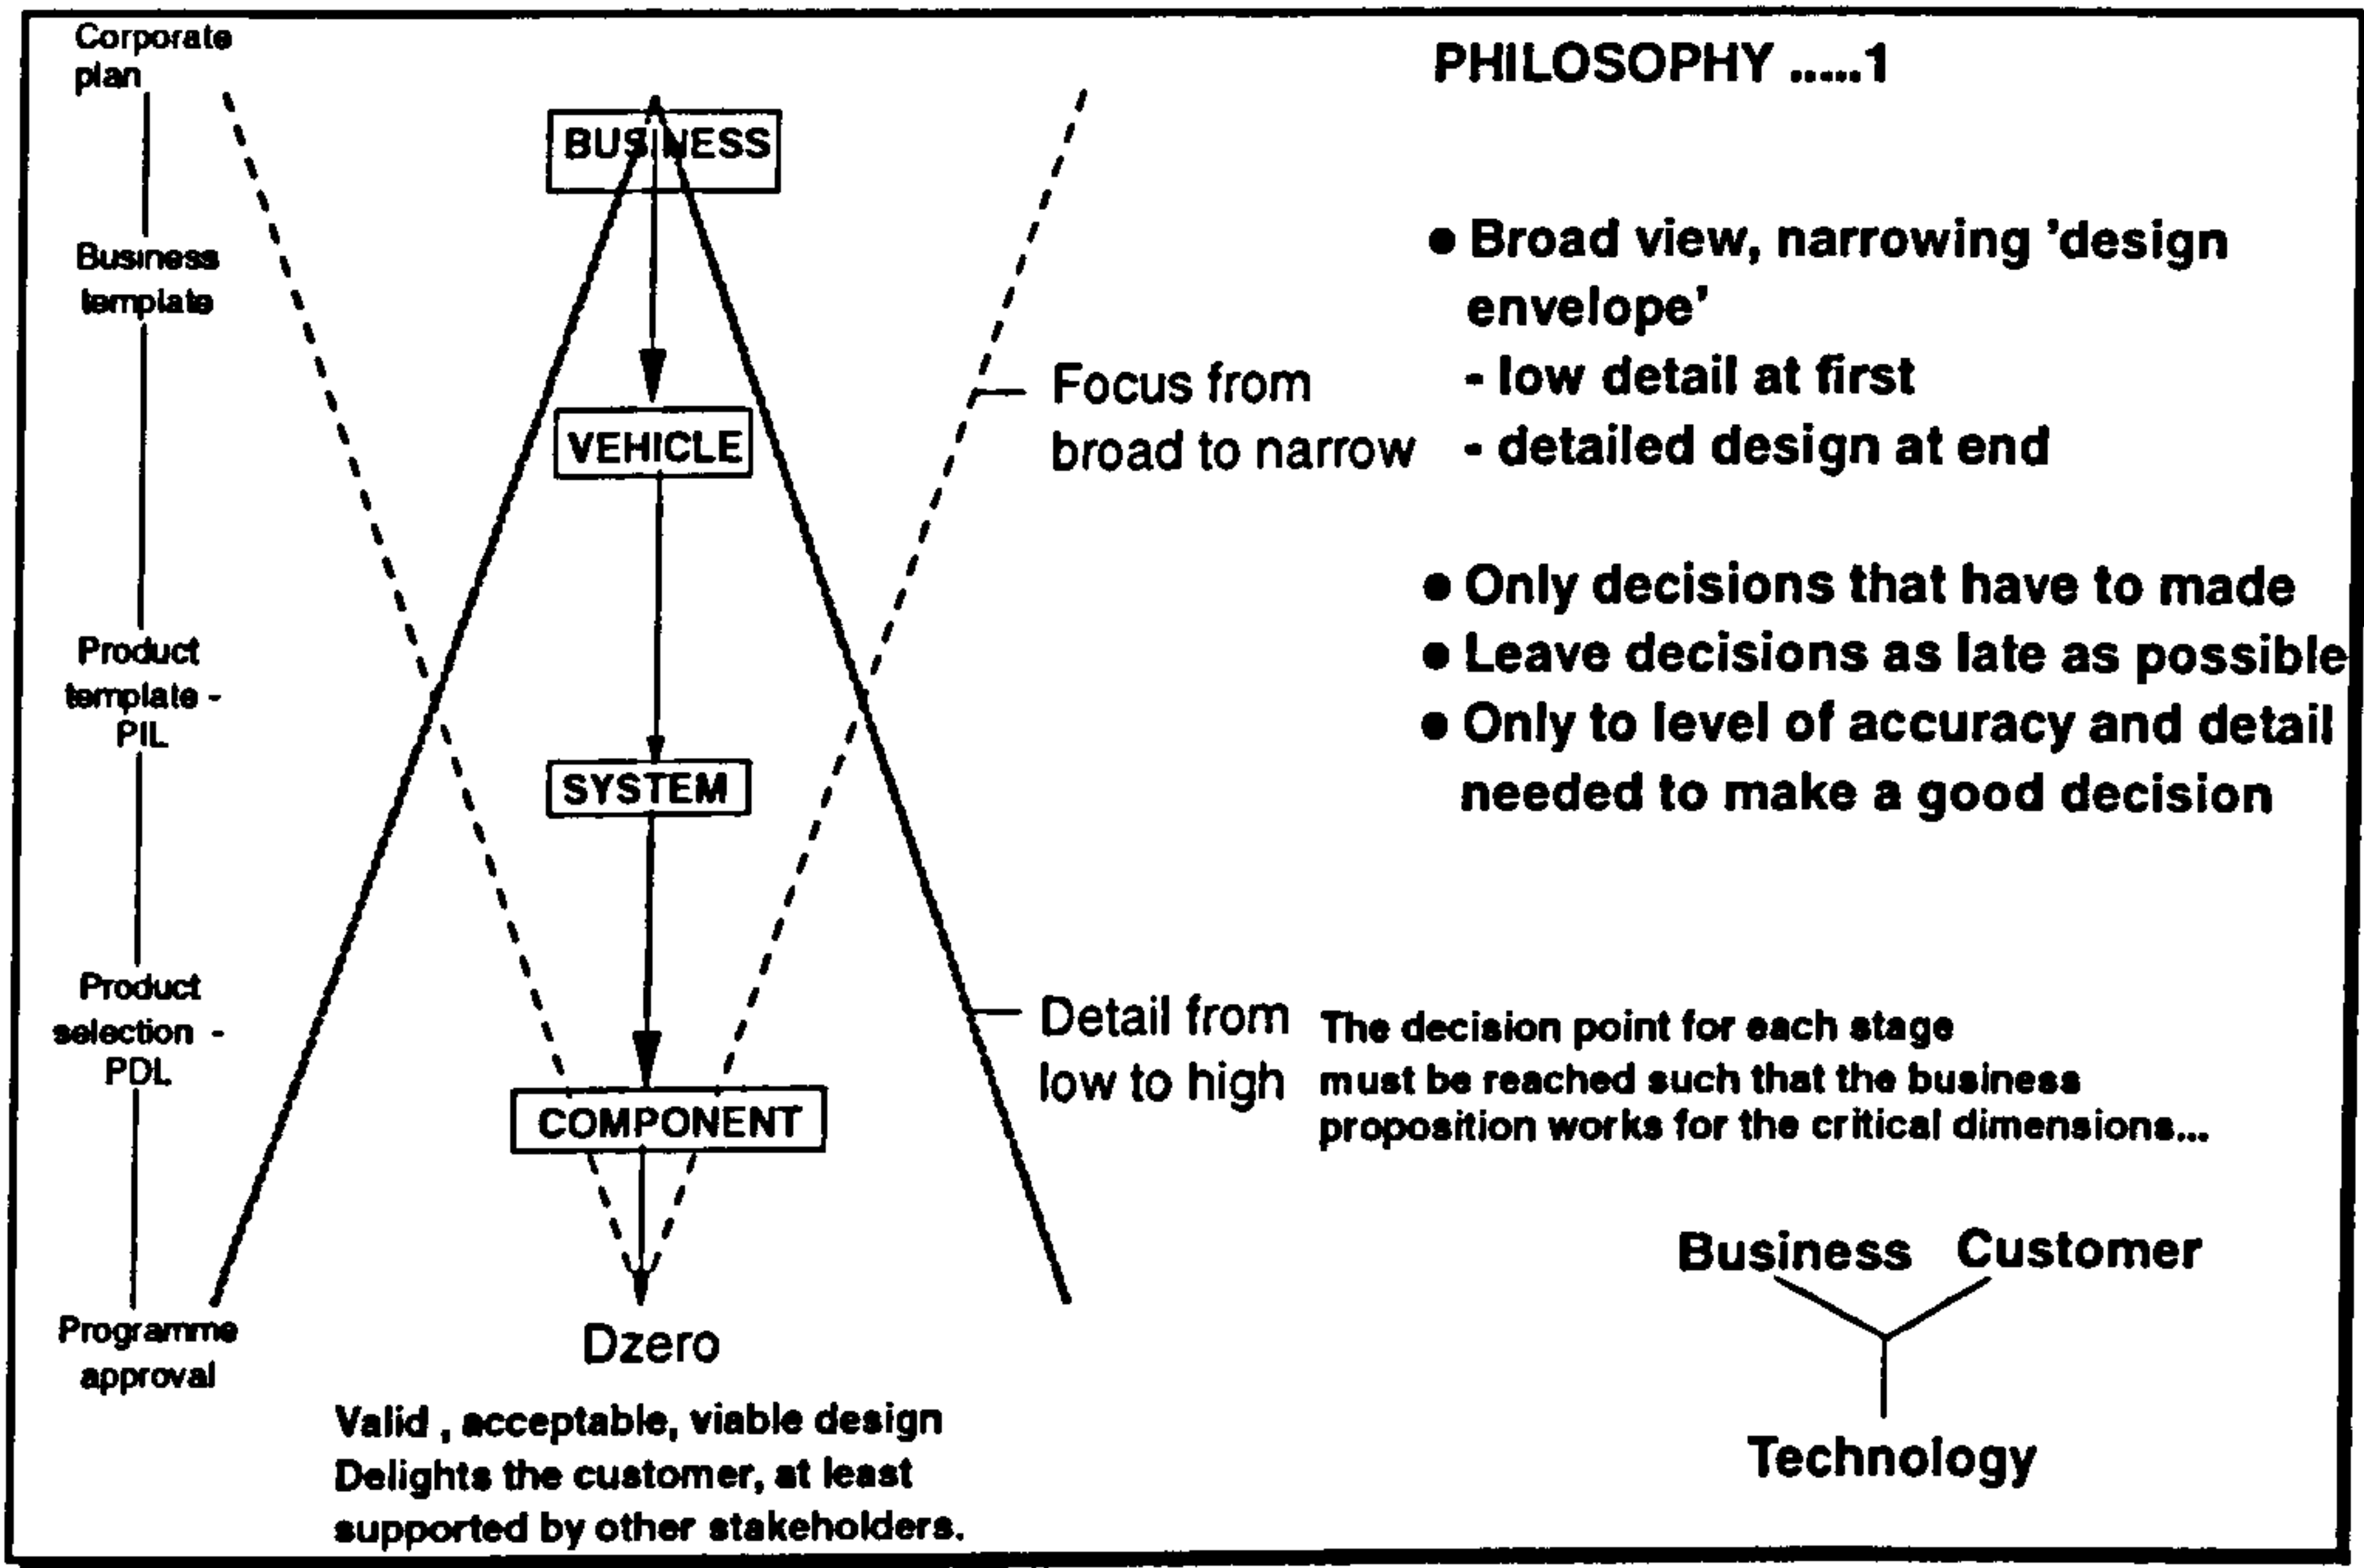 Corporate
plan
Business
template
Product
template -
PIL
Product
selection -
PDL
Programme
approval
BUSINESS
VEHICLE
SYSTEM
COMPONENT
Dzero
Valid , acceptable, viable design
Delights the customer, at least
supported by other stakeholders.
Focus from
broad to narrow
Detail from
low to high
PHILOSOPHY .....1
● Broad view, narrowing 'design
envelope'
- low detail at first
- detailed design at end
● Only decisions that have to made
● Leave decisions as late as possible
● Only to level of accuracy and detail
needed to make a good decision
The decision point for each stage
must be reached such that the business
proposition works for the critical dimensions...
Business Customer
Technology